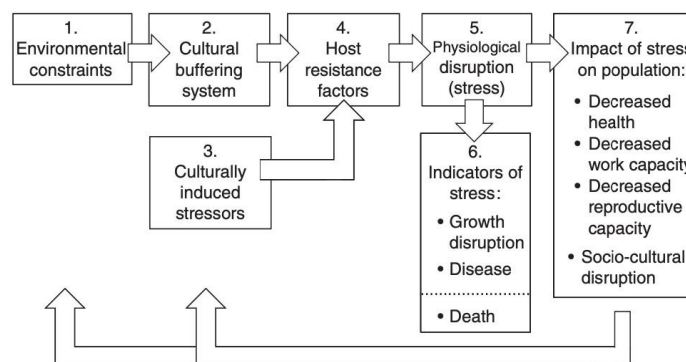 1.
Environmental
constraints
2.
Cultural
buffering
system
3.
Culturally
induced
stressors
4.
Host
resistance
factors
5.
Physiological
disruption
(stress)
6.
Indicators of
stress:
• Growth
disruption
• Disease
• Death
7.
Impact of stress
on population:
• Decreased
health
• Decreased
work capacity
• Decreased
reproductive
capacity
• Socio-cultural
disruption